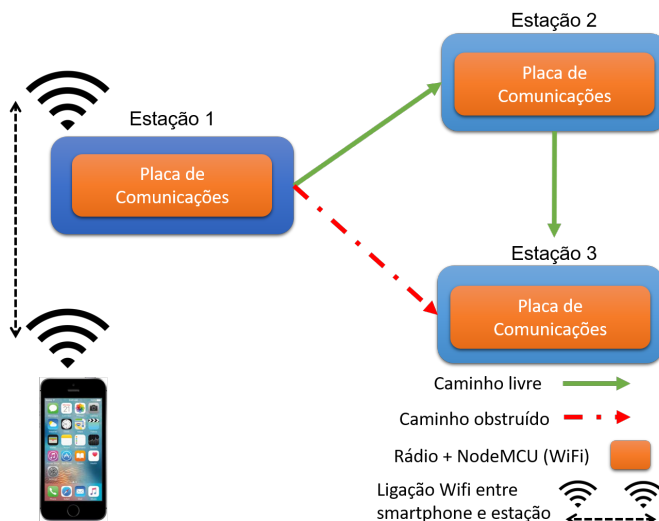 Estação 2
Placa de
Comunicações
Estação 1
Placa de
Comunicações
Estação 3
Placa de
Comunicações
Caminho livre
Caminho obstruído
Rádio + NodeMCU (WiFi)
Ligação Wifi entre
smartphone e estação